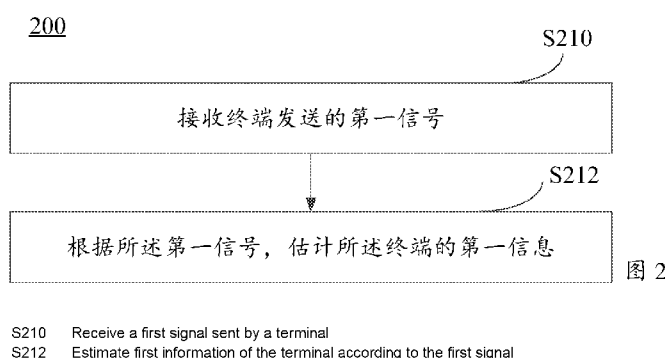 200
S210
接收终端发送的第一信号
S212
根据所述第一信号，估计所述终端的第一信息
图 2
S210 Receive a first signal sent by a terminal
S212 Estimate first information of the terminal according to the first signal